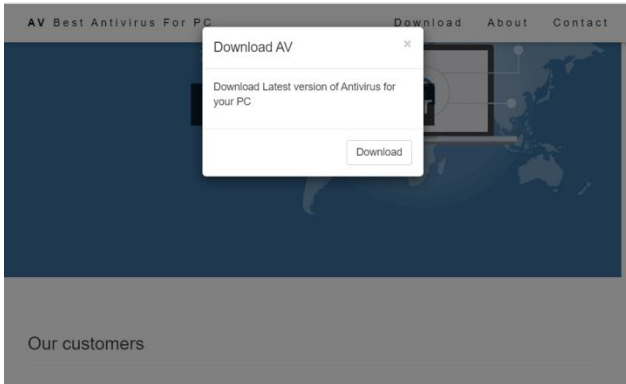 AV Best Antivirus For PC
Download About Contact
Download AV
×
Download Latest version of Antivirus for
your PC
Download
Our customers